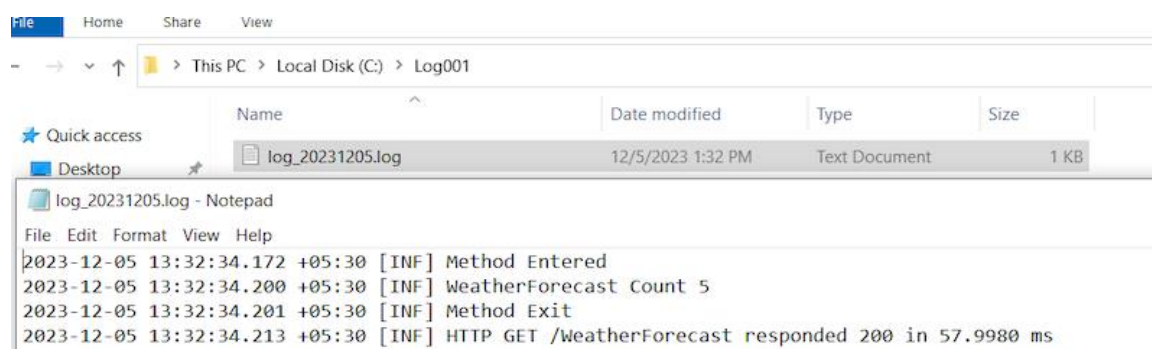 File Home Share View
This PC > Local Disk (C:) > Log001
Name Date modified Type Size
Quick access
log_20231205.log 12/5/2023 1:32 PM Text Document 1 KB
Desktop
log_20231205.log - Notepad
File Edit Format View Help
2023-12-05 13:32:34.172 +05:30 [INF] Method Entered
2023-12-05 13:32:34.200 +05:30 [INF] WeatherForecast Count 5
2023-12-05 13:32:34.201 +05:30 [INF] Method Exit
2023-12-05 13:32:34.213 +05:30 [INF] HTTP GET /WeatherForecast responded 200 in 57.9980 ms